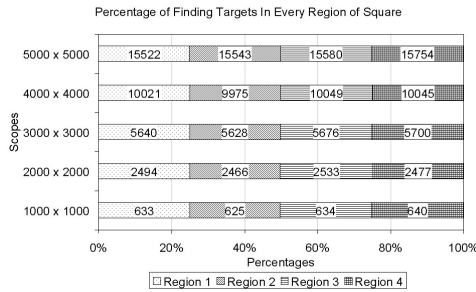 Percentage of Finding Targets In Every Region of Square
Scopes
5000 x 5000 15522 15543 15580 15754
4000 x 4000 10021 9975 10049 10045
3000 x 3000 5640 5628 5676 5700
2000 x 2000 2494 2466 2533 2477
1000 x 1000 633 625 634 640
0% 20% 40% 60% 80% 100%
Percentages
Region 1 Region 2 Region 3 Region 4